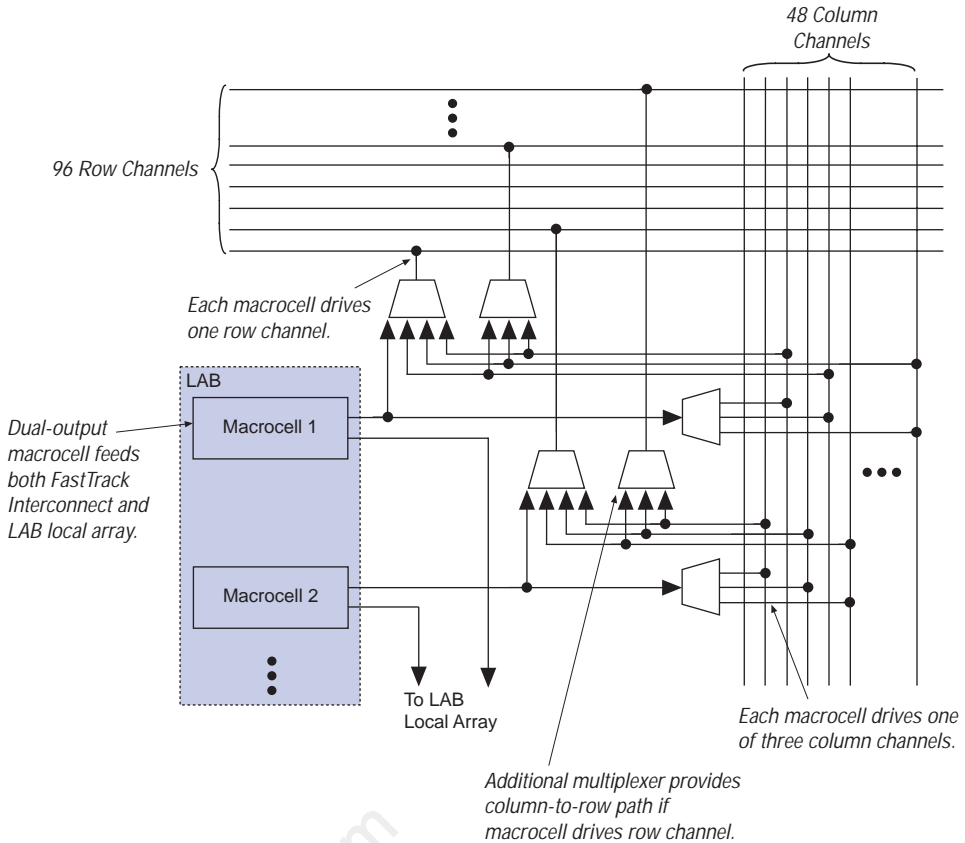 48 Column
Channels
96 Row Channels
Each macrocell drives
one row channel.
LAB
Macrocell 1
Dual-output
macrocell feeds
both FastTrack
Interconnect and
LAB local array.
Macrocell 2
To LAB
Local Array
Each macrocell drives one
of three column channels.
Additional multiplexer provides
column-to-row path if
macrocell drives row channel.